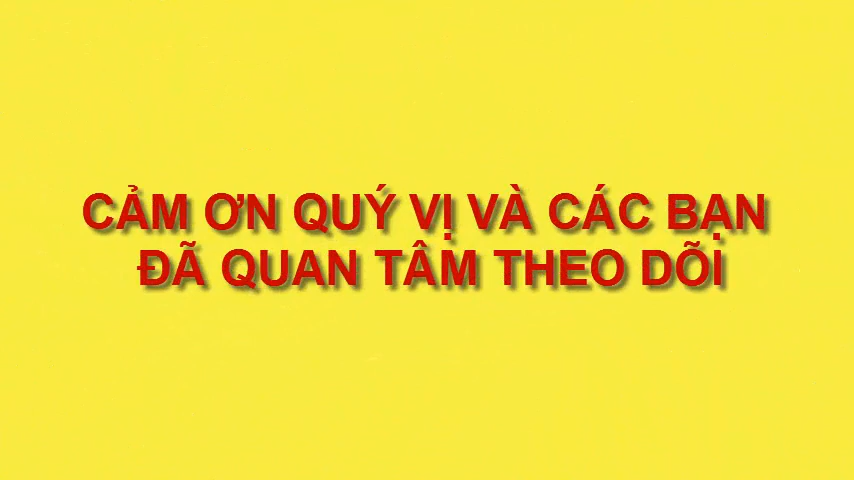 CẢM ƠN QUÝ VỊ VÀ CÁC BẠN
ĐÃ QUAN TÂM THEO DÕI